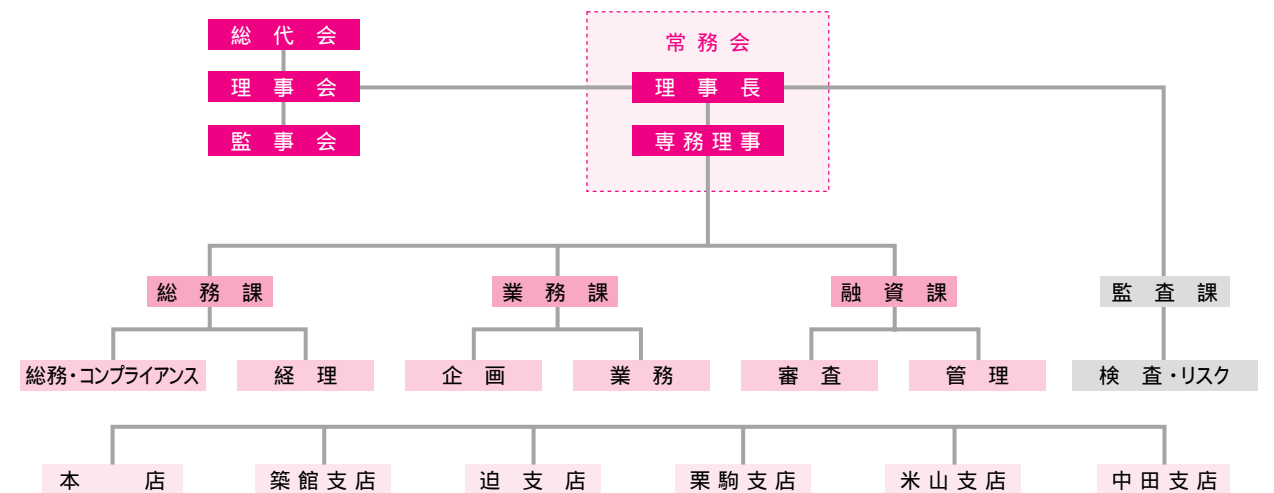 総代会
常務会
理事会
理事長
監事会
専務理事
総務課
業務課
融資課
監査課
総務・コンプライアンス
経理
企画
業務
審査
管理
検査・リスク
本店
築館支店
迫支店
栗駒支店
米山支店
中田支店